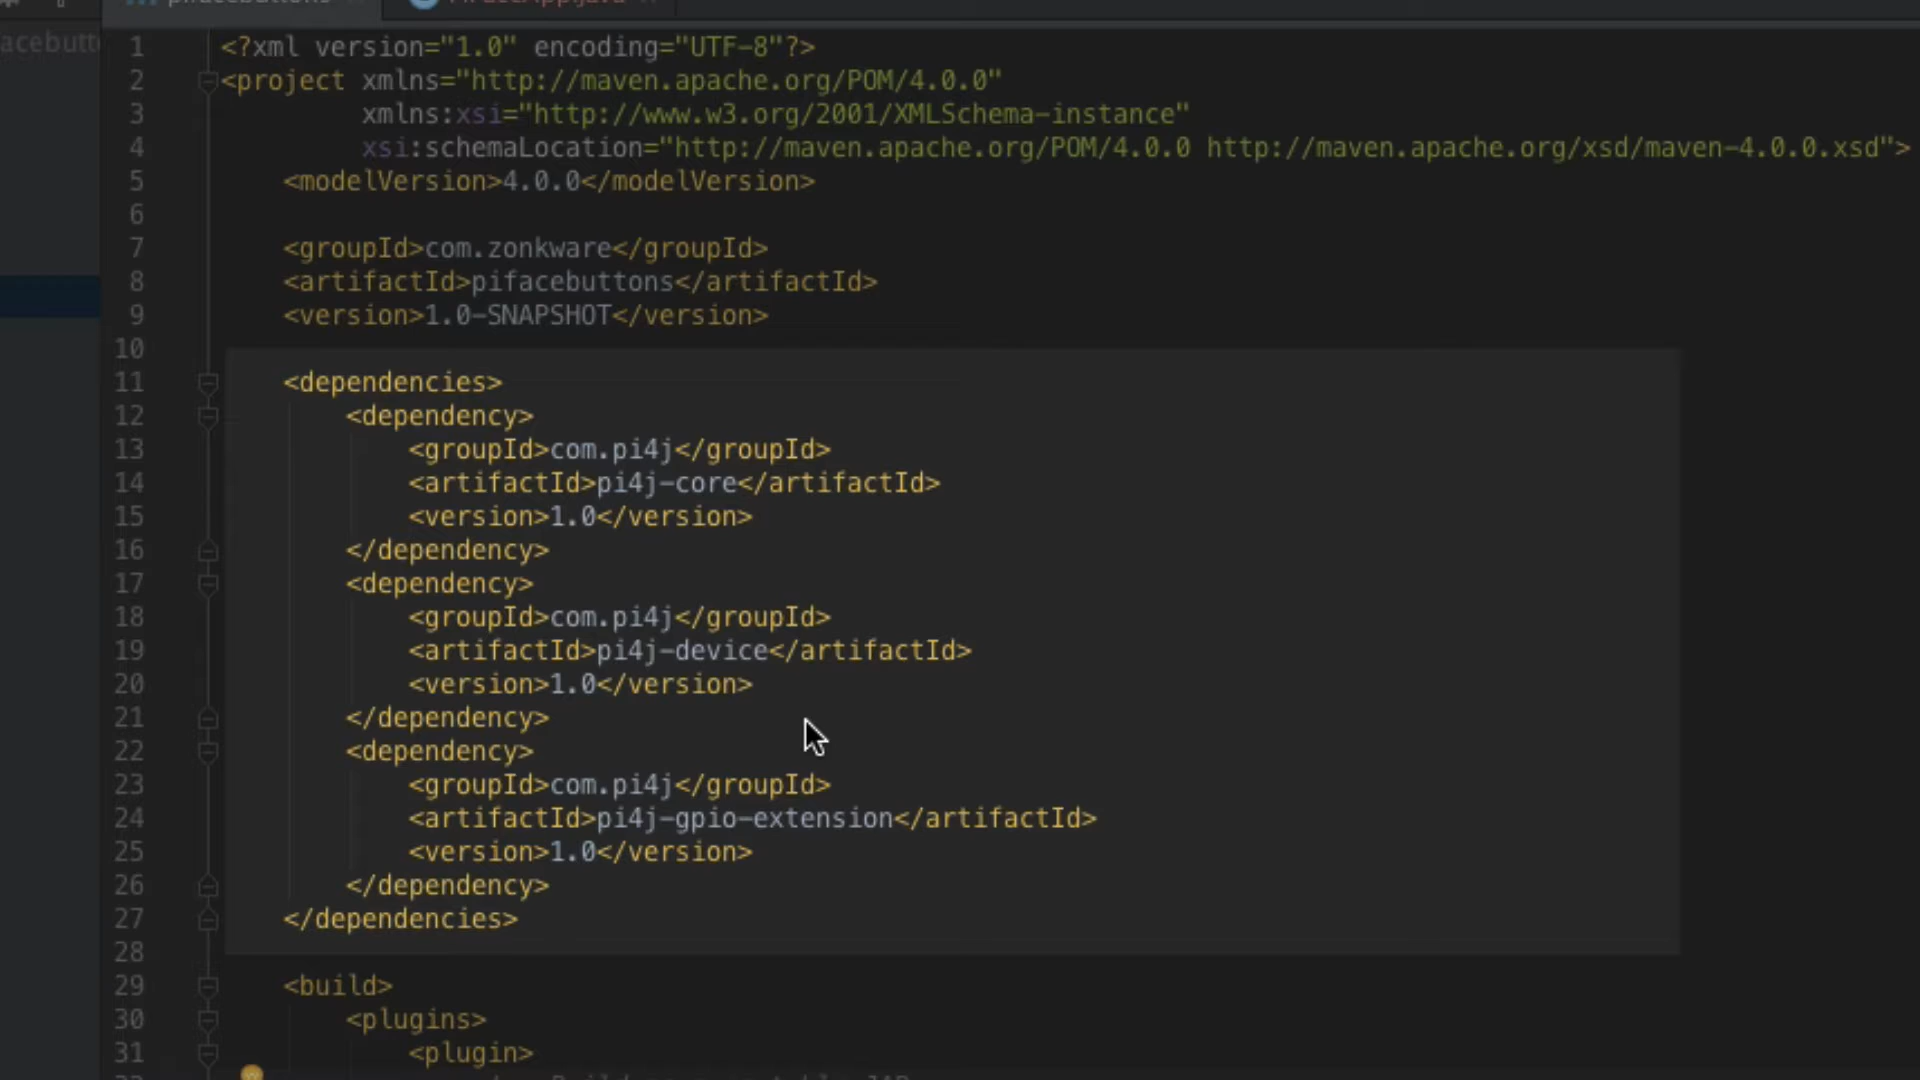 pifacebuttons
acebutt
1 <?xml version="1.0" encoding="UTF-8"?>
2 <project xmlns="http://maven.apache.org/POM/4.0.0"
3 xmlns:xsi="http://www.w3.org/2001/XMLSchema-instance"
4 xsi:schemaLocation="http://maven.apache.org/POM/4.0.0 http://maven.apache.org/xsd/maven-4.0.0.xsd">
5 <modelVersion>4.0.0</modelVersion>
6
7 <groupId>com.zonkware</groupId>
8 <artifactId>pifacebuttons</artifactId>
9 <version>1.0-SNAPSHOT</version>
10
11 <dependencies>
12 <dependency>
13 <groupId>com.pi4j</groupId>
14 <artifactId>pi4j-core</artifactId>
15 <version>1.0</version>
16 </dependency>
17 <dependency>
18 <groupId>com.pi4j</groupId>
19 <artifactId>pi4j-device</artifactId>
20 <version>1.0</version>
21 </dependency>
22 <dependency>
23 <groupId>com.pi4j</groupId>
24 <artifactId>pi4j-gpio-extension</artifactId>
25 <version>1.0</version>
26 </dependency>
27 </dependencies>
28
29 <build>
30 <plugins>
31 <plugin>